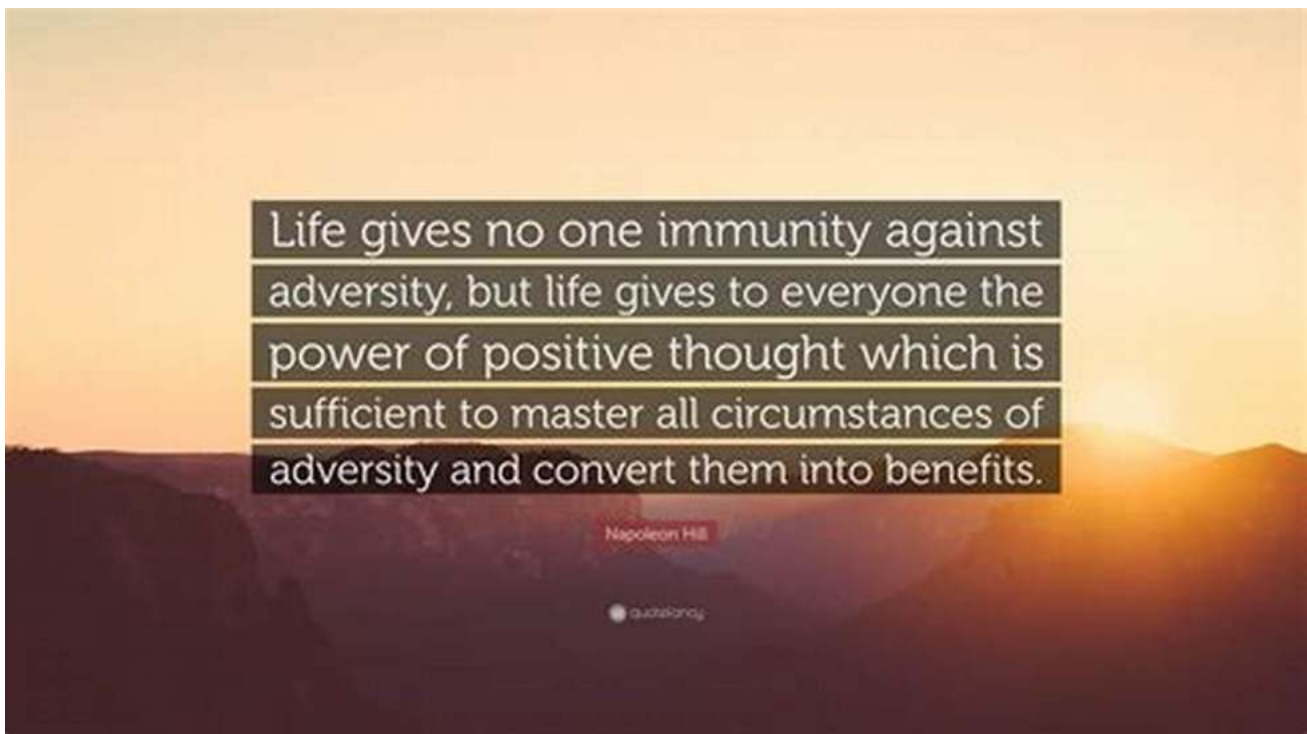 Life gives no one immunity against
adversity, but life gives to everyone the
power of positive thought which is
sufficient to master all circumstances of
adversity and convert them into benefits.
Napoleon Hill
quotefancy